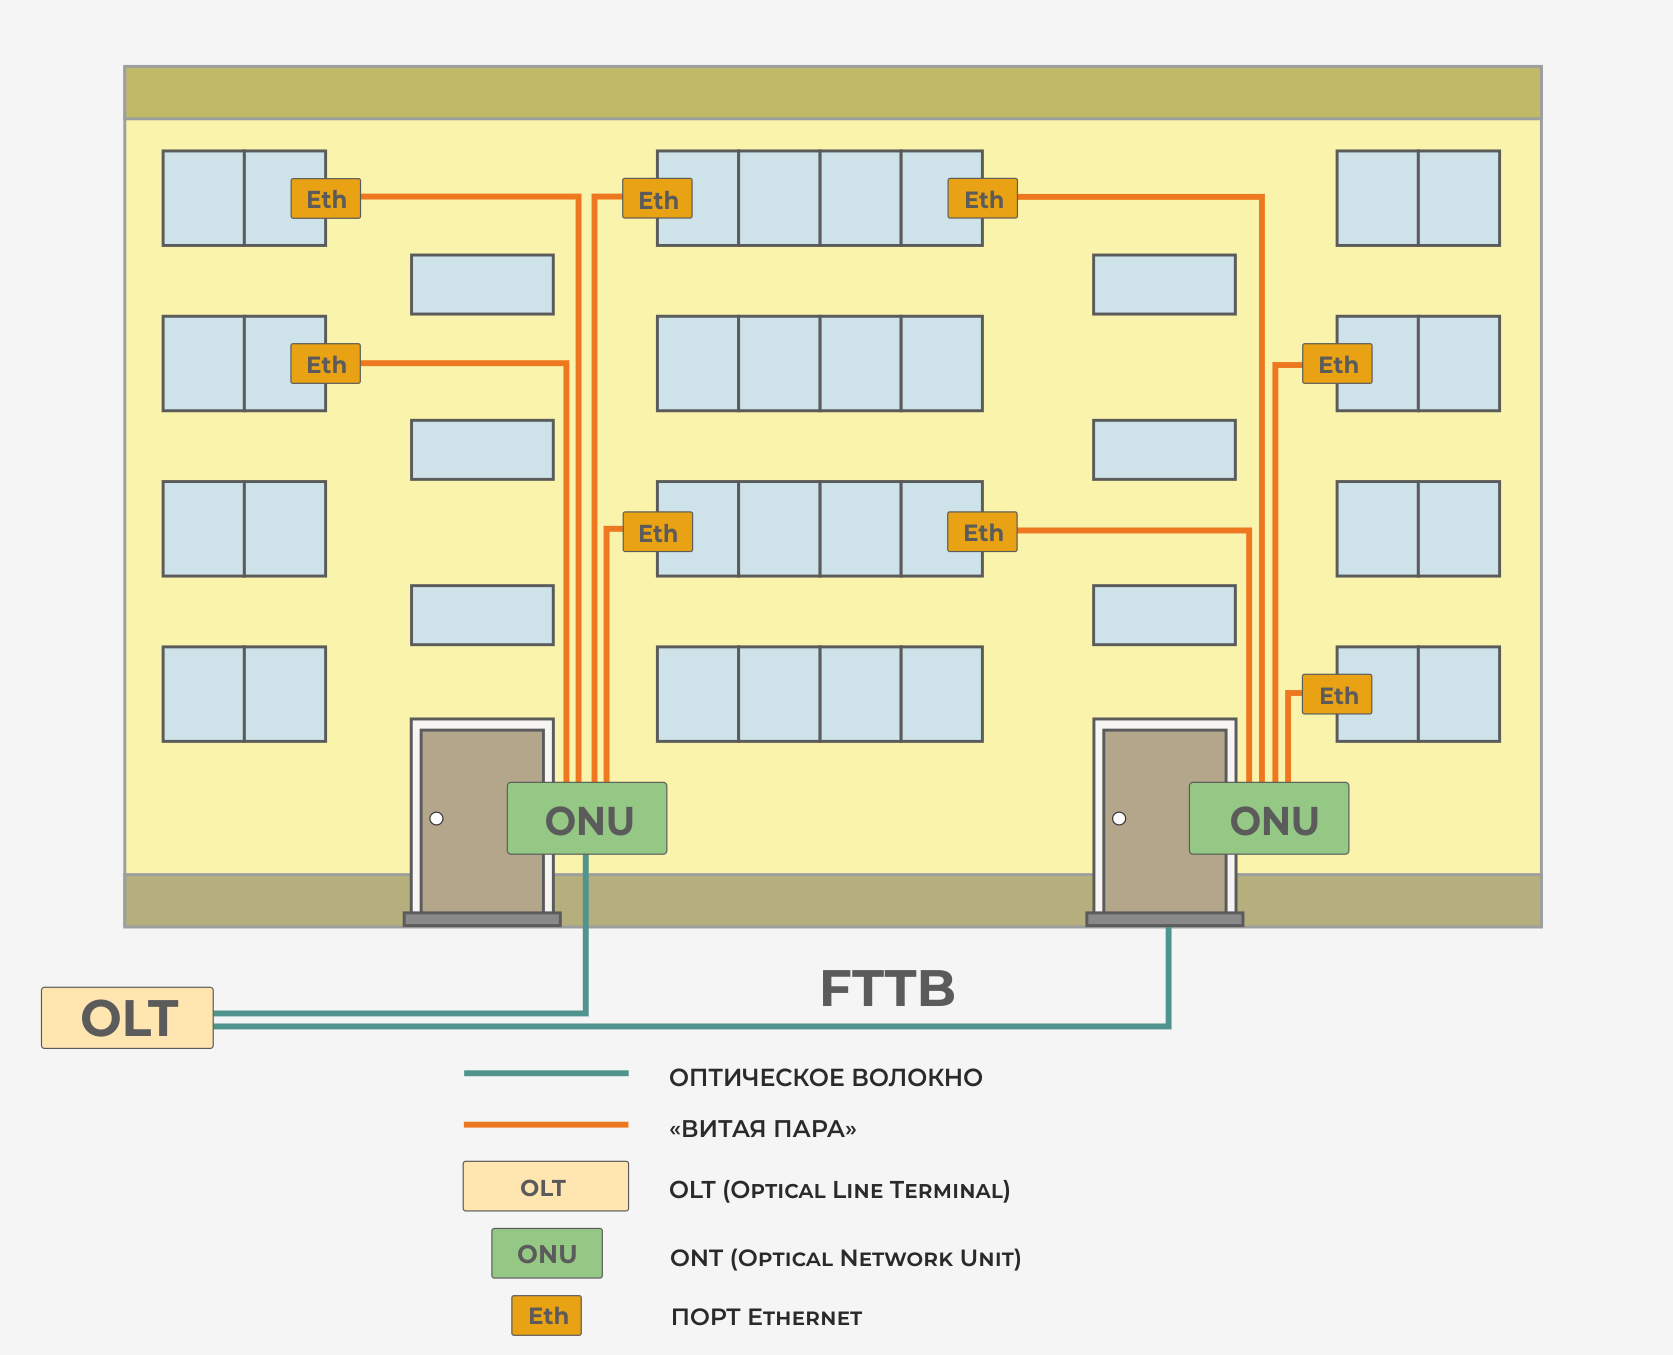 Eth
Eth
Eth
Eth
Eth
Eth
Eth
Eth
ONU
ONU
FTTB
OLT
ОПТИЧЕСКОЕ ВОЛОКНО
«ВИТАЯ ПАРА»
OLT
OLT (Optical Line Terminal)
ONU
ONT (Optical Network Unit)
Eth
ПОРТ Ethernet